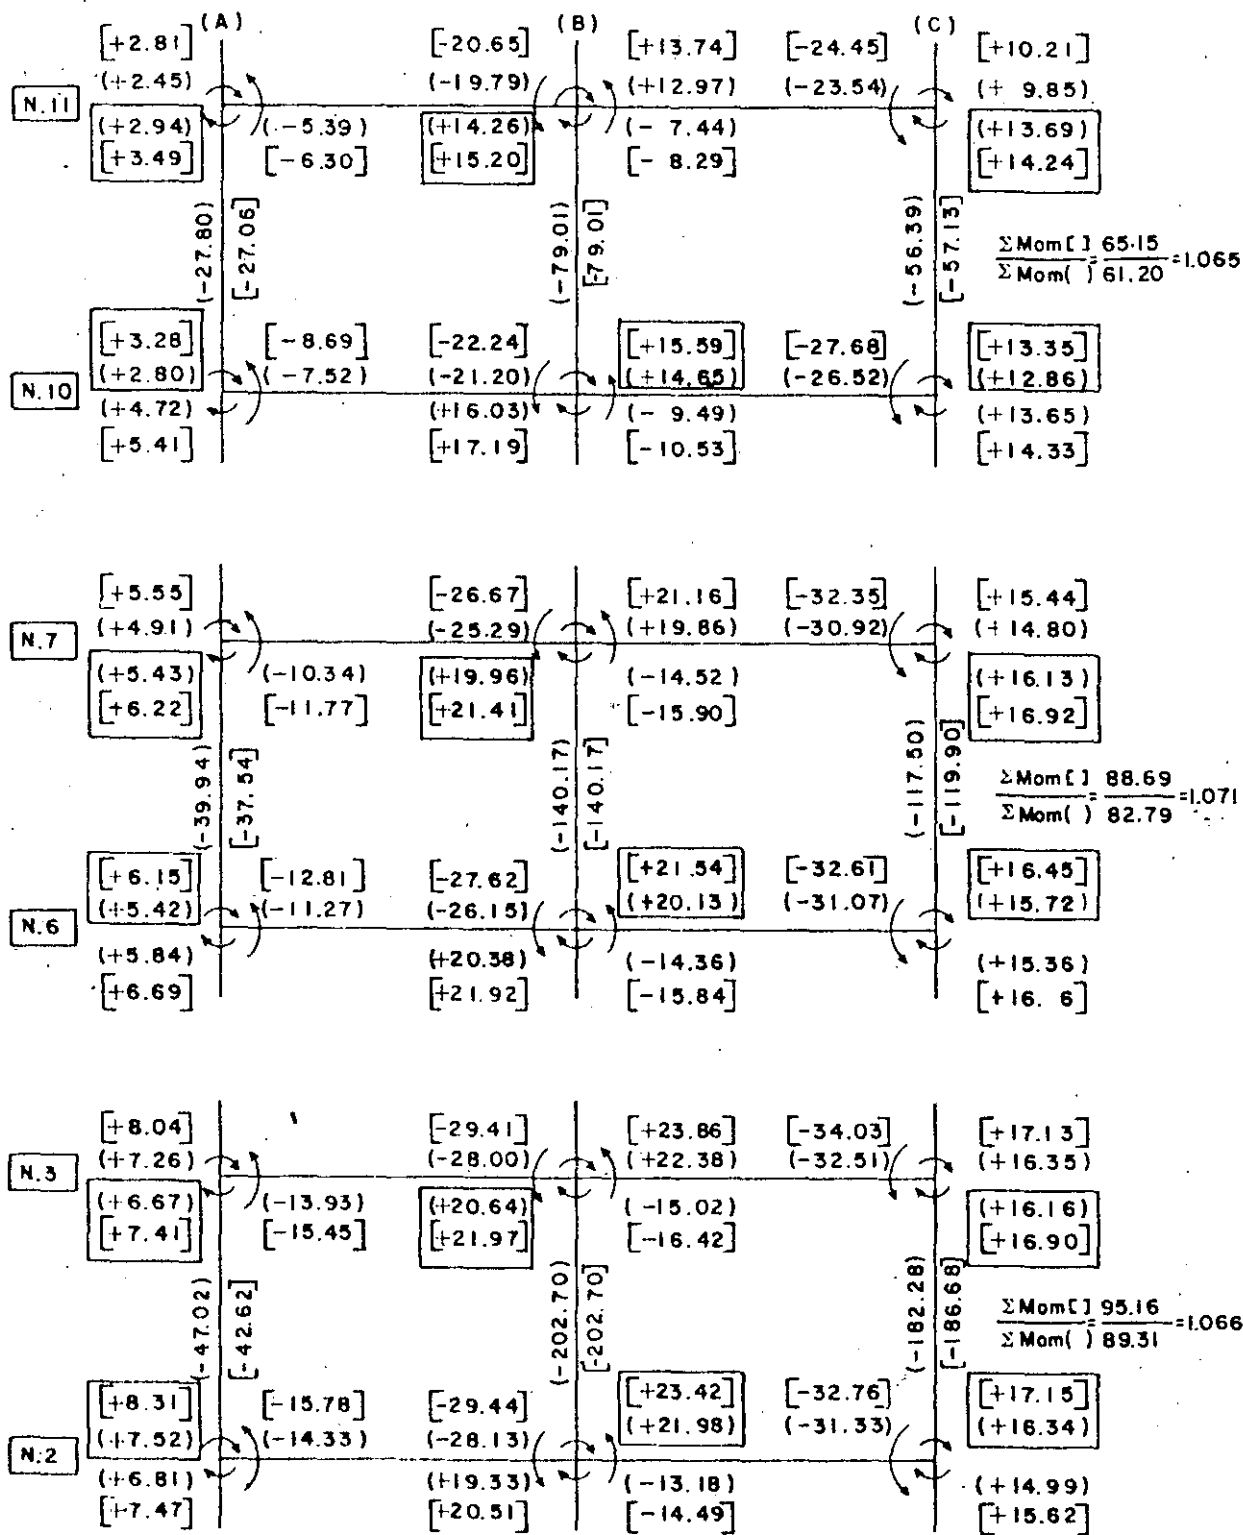 (A) (B) (C)
[+2.81] [-20.65] [+13.74] [-24.45] [+10.21]
(+2.45) (-19.79) (+12.97) (-23.54) (+ 9.85)
N.11
(+2.94) (-5.39) (+14.26) (- 7.44) (+13.69)
[+3.49] [-6.30] [+15.20] [- 8.29] [+14.24]
(-27.80) [-27.06] (-79.01) [-79.01] (-56.39) [-57.13]
ΣMom[ ] / ΣMom( ) = 65.15 / 61.20 = 1.065
[+3.28] [-8.69] [-22.24] [+15.59] [-27.68] [+13.35]
(+2.80) (-7.52) (-21.20) (+14.65) (-26.52) (+12.86)
N.10
(+4.72) (+16.03) (- 9.49) (+13.65)
[+5.41] [+17.19] [-10.53] [+14.33]
[+5.55] [-26.67] [+21.16] [-32.35] [+15.44]
(+4.91) (-25.29) (+19.86) (-30.92) (+14.80)
N.7
(+5.43) (-10.34) (+19.96) (-14.52) (+16.13)
[+6.22] [-11.77] [+21.41] [-15.90] [+16.92]
(-39.94) [-37.54] (-140.17) [-140.17] (-117.50) [-119.90]
ΣMom[ ] / ΣMom( ) = 88.69 / 82.79 = 1.071
[+6.15] [-12.81] [-27.62] [+21.54] [-32.61] [+16.45]
(+5.42) (-11.27) (-26.15) (+20.13) (-31.07) (+15.72)
N.6
(+5.84) (+20.38) (-14.36) (+15.36)
[+6.69] [+21.92] [-15.84] [+16. 6]
[+8.04] [-29.41] [+23.86] [-34.03] [+17.13]
(+7.26) (-28.00) (+22.38) (-32.51) (+16.35)
N.3
(+6.67) (-13.93) (+20.64) (-15.02) (+16.16)
[+7.41] [-15.45] [+21.97] [-16.42] [+16.90]
(-47.02) [-42.62] (-202.70) [-202.70] (-182.28) [-186.68]
ΣMom[ ] / ΣMom( ) = 95.16 / 89.31 = 1.066
[+8.31] [-15.78] [-29.44] [+23.42] [-32.76] [+17.15]
(+7.52) (-14.33) (-28.13) (+21.98) (-31.33) (+16.34)
N.2
(+6.81) (+19.33) (-13.18) (+14.99)
[+7.47] [+20.51] [-14.49] [+15.62]